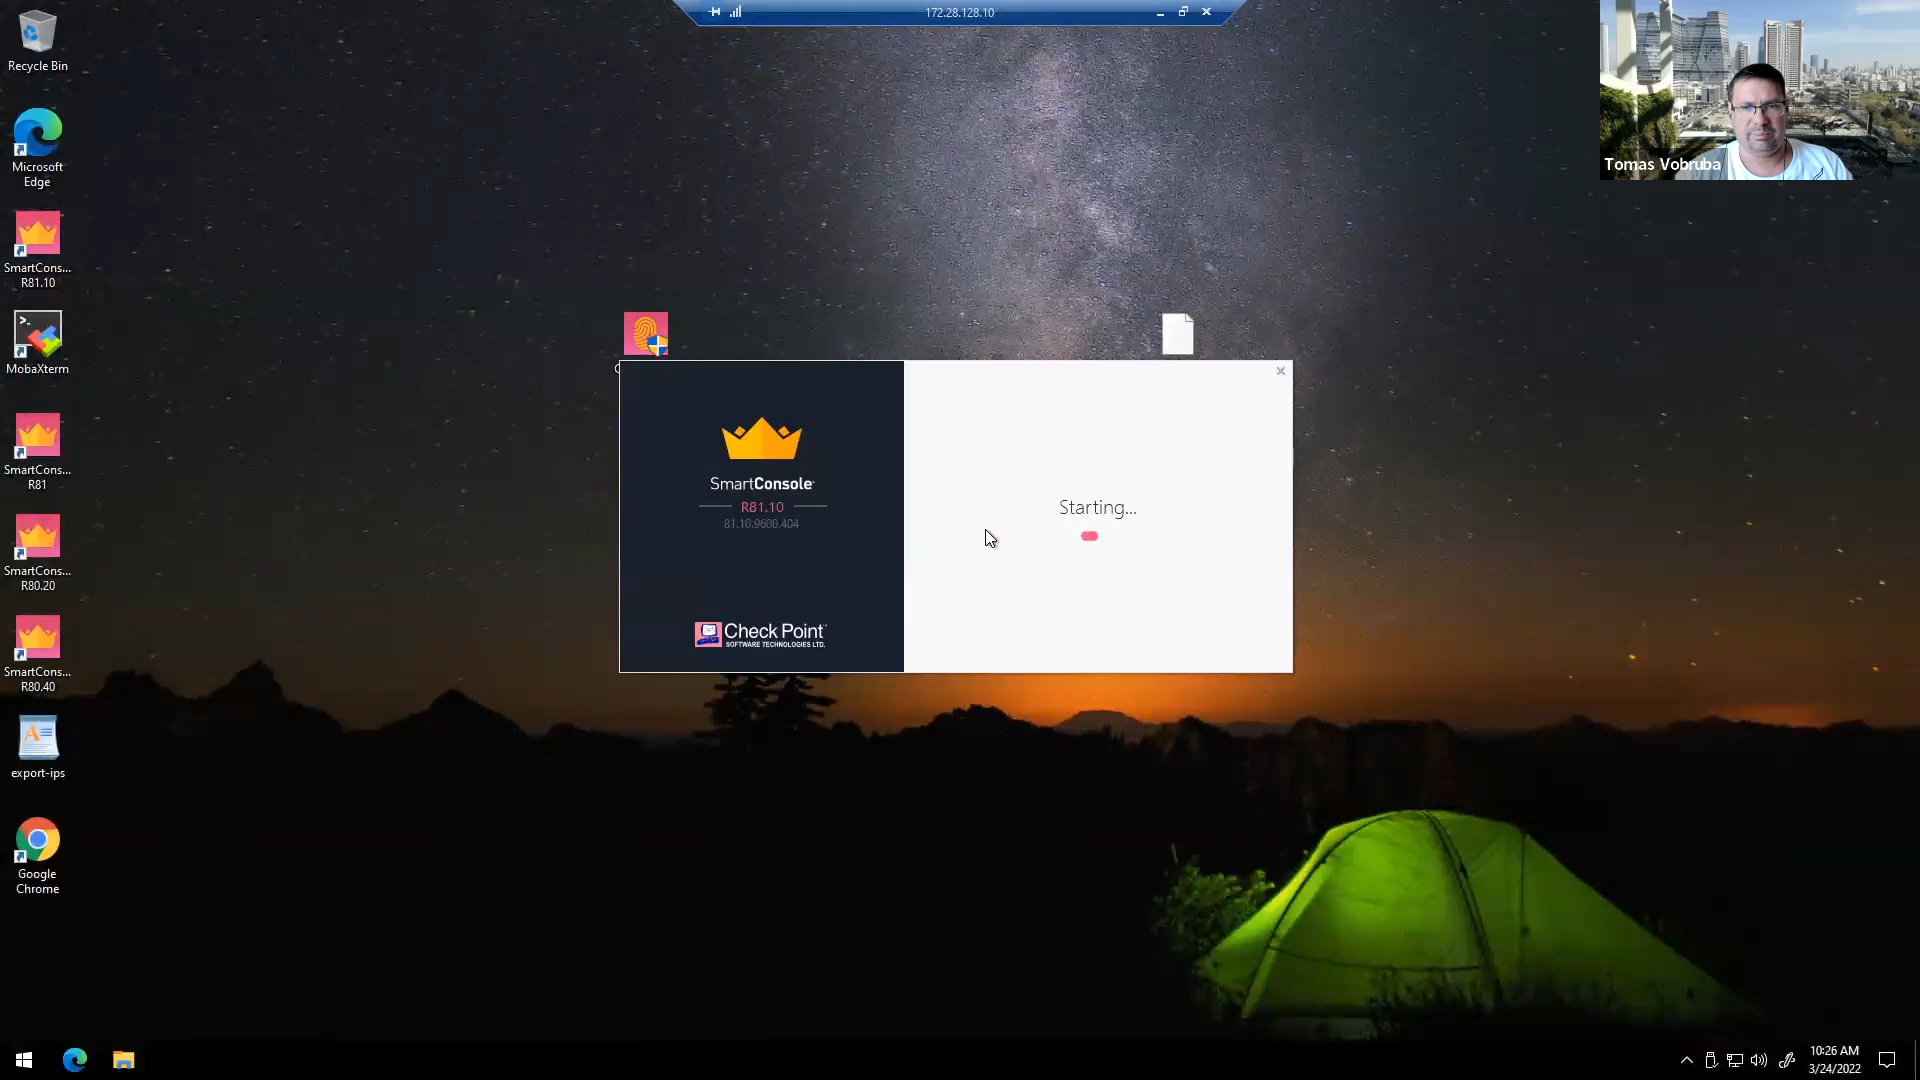 172.28.128.10
Tomas Vobruba
Recycle Bin
Microsoft
Edge
SmartCons...
R81.10
MobaXterm
SmartCons...
R81
SmartCons...
R80.20
SmartCons...
R80.40
export-ips
Google
Chrome
SmartConsole
R81.10
81.10.9600.404
Check Point
SOFTWARE TECHNOLOGIES LTD.
Starting...
10:26 AM
3/24/2022